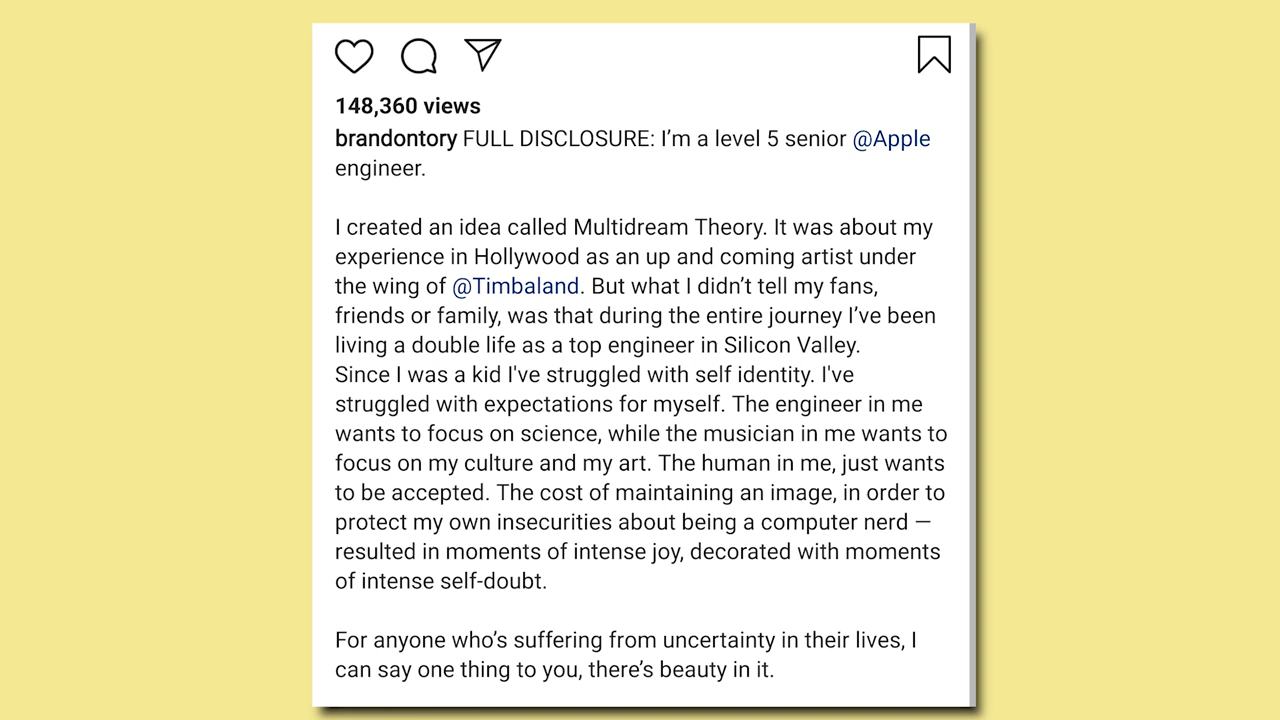 148,360 views
brandontory FULL DISCLOSURE: I’m a level 5 senior @Apple
engineer.
I created an idea called Multidream Theory. It was about my
experience in Hollywood as an up and coming artist under
the wing of @Timbaland. But what I didn’t tell my fans,
friends or family, was that during the entire journey I’ve been
living a double life as a top engineer in Silicon Valley.
Since I was a kid I've struggled with self identity. I've
struggled with expectations for myself. The engineer in me
wants to focus on science, while the musician in me wants to
focus on my culture and my art. The human in me, just wants
to be accepted. The cost of maintaining an image, in order to
protect my own insecurities about being a computer nerd —
resulted in moments of intense joy, decorated with moments
of intense self-doubt.
For anyone who’s suffering from uncertainty in their lives, I
can say one thing to you, there’s beauty in it.